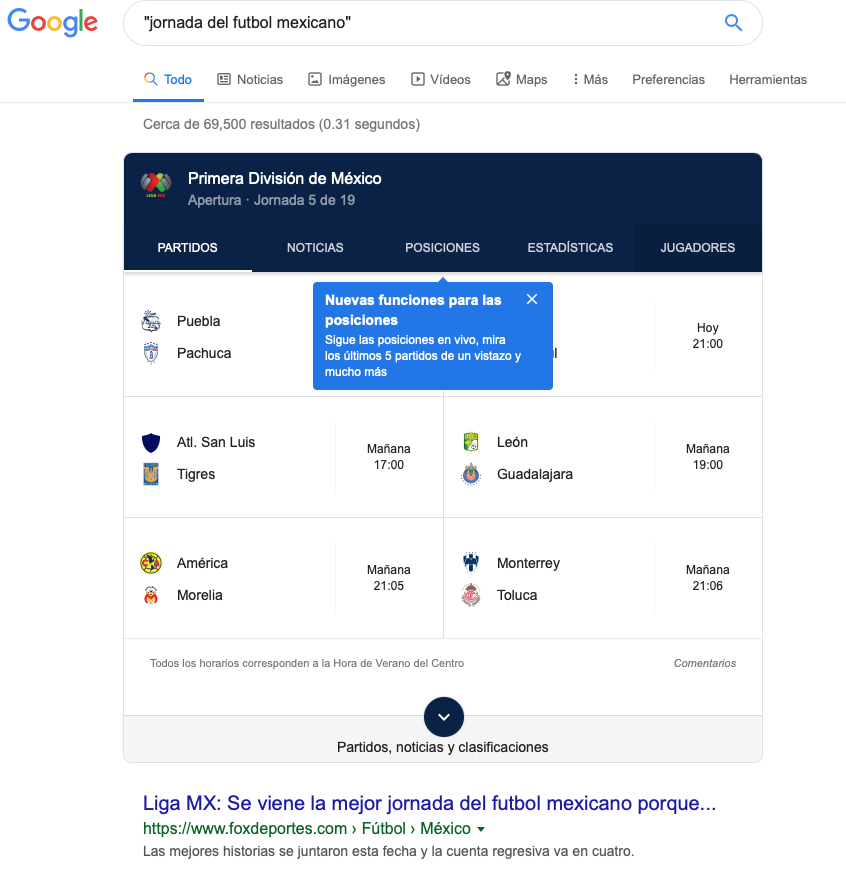 Google
"jornada del futbol mexicano"
Todo Noticias Imágenes Vídeos Maps Más Preferencias Herramientas
Cerca de 69,500 resultados (0.31 segundos)
LIGA MX
Primera División de México
Apertura · Jornada 5 de 19
PARTIDOS NOTICIAS POSICIONES ESTADÍSTICAS JUGADORES
Nuevas funciones para las
posiciones
Sigue las posiciones en vivo, mira
los últimos 5 partidos de un vistazo y
mucho más
Puebla
Pachuca
Hoy
21:00
Atl. San Luis
Tigres
Mañana
17:00
León
Guadalajara
Mañana
19:00
América
Morelia
Mañana
21:05
Monterrey
Toluca
Mañana
21:06
Todos los horarios corresponden a la Hora de Verano del Centro
Comentarios
Partidos, noticias y clasificaciones
Liga MX: Se viene la mejor jornada del futbol mexicano porque...
https://www.foxdeportes.com › Fútbol › México
Las mejores historias se juntaron esta fecha y la cuenta regresiva va en cuatro.